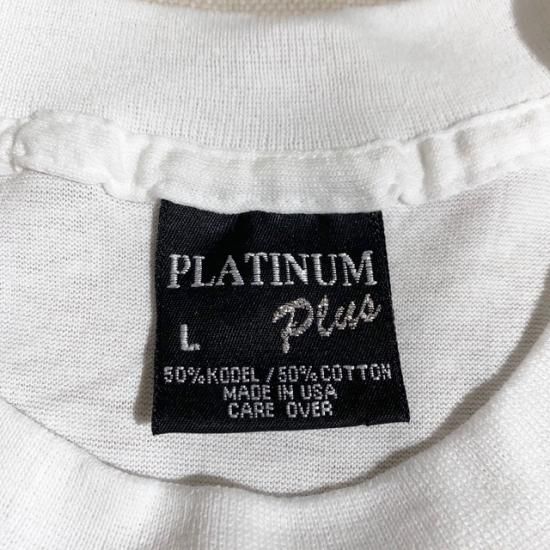 PLATINUM
Plus
L
50% KODEL / 50% COTTON
MADE IN USA
CARE OVER